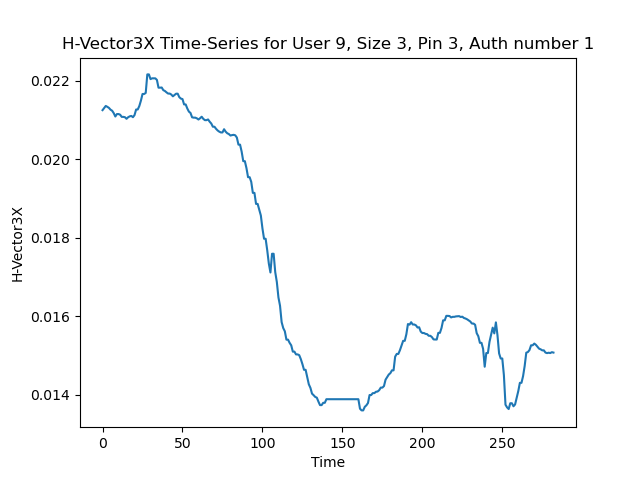 H-Vector3X Time-Series for User 9, Size 3, Pin 3, Auth number 1
0.022
0.020
0.018
0.016
0.014
H-Vector3X
0 50 100 150 200 250
Time